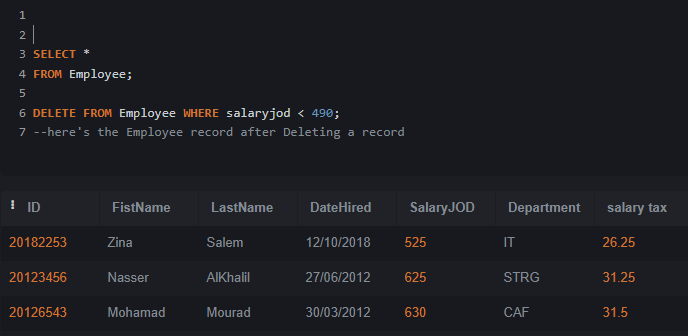 1
2
3 SELECT *
4 FROM Employee;
5
6 DELETE FROM Employee WHERE salaryjod < 490;
7 --here's the Employee record after Deleting a record
ID FistName LastName DateHired SalaryJOD Department salary tax
20182253 Zina Salem 12/10/2018 525 IT 26.25
20123456 Nasser AlKhalil 27/06/2012 625 STRG 31.25
20126543 Mohamad Mourad 30/03/2012 630 CAF 31.5